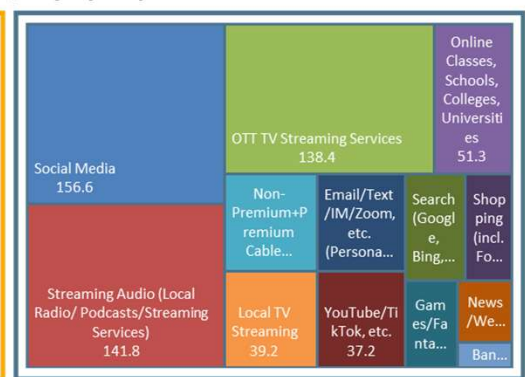 Social Media
156.6
Streaming Audio (Local
Radio/ Podcasts/Streaming
Services)
141.8
OTT TV Streaming Services
138.4
Online
Classes,
Schools,
Colleges,
Universiti
es
51.3
Non-
Premium+P
remium
Cable...
Email/Text
/IM/Zoom,
etc.
(Persona...
Search
(Googl
e,
Bing,...
Shop
ping
(incl.
Fo...
Local TV
Streaming
39.2
YouTube/Ti
kTok, etc.
37.2
Gam
es/Fa
nta...
News
/We...
Ban...